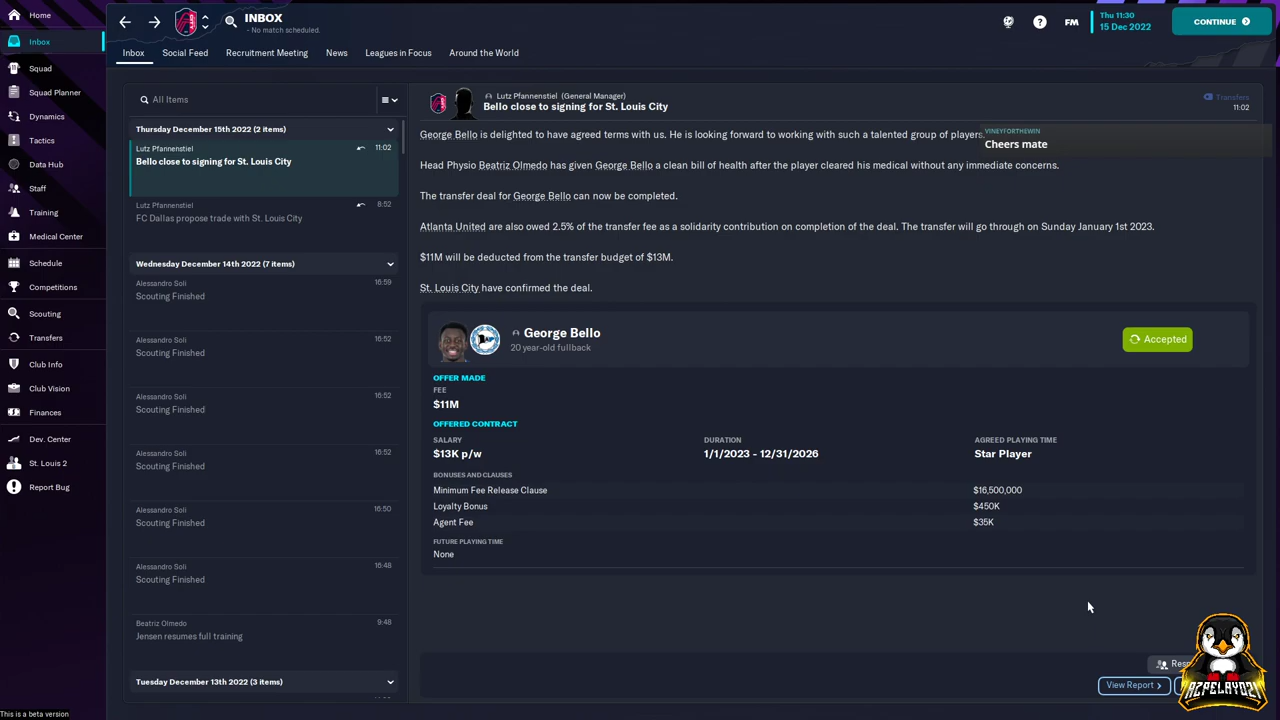 Home
Inbox
Squad
Squad Planner
Dynamics
Tactics
Data Hub
Staff
Training
Medical Center
Schedule
Competitions
Scouting
Transfers
Club Info
Club Vision
Finances
Dev. Center
St. Louis 2
Report Bug
This is a beta version
INBOX
- No match scheduled.
?
FM
Thu 11:30
15 Dec 2022
CONTINUE
Inbox
Social Feed
Recruitment Meeting
News
Leagues in Focus
Around the World
All Items
Thursday December 15th 2022 (2 items)
Lutz Pfannenstiel
11:02
Bello close to signing for St. Louis City
Lutz Pfannenstiel
8:52
FC Dallas propose trade with St. Louis City
Wednesday December 14th 2022 (7 items)
Alessandro Soli
16:59
Scouting Finished
Alessandro Soli
16:52
Scouting Finished
Alessandro Soli
16:52
Scouting Finished
Alessandro Soli
16:52
Scouting Finished
Alessandro Soli
16:50
Scouting Finished
Alessandro Soli
16:48
Scouting Finished
Beatriz Olmedo
9:48
Jensen resumes full training
Tuesday December 13th 2022 (3 items)
Lutz Pfannenstiel (General Manager)
Bello close to signing for St. Louis City
Transfers
11:02
George Bello is delighted to have agreed terms with us. He is looking forward to working with such a talented group of players.
VINEYFORTHEWIN
Cheers mate
Head Physio Beatriz Olmedo has given George Bello a clean bill of health after the player cleared his medical without any immediate concerns.
The transfer deal for George Bello can now be completed.
Atlanta United are also owed 2.5% of the transfer fee as a solidarity contribution on completion of the deal. The transfer will go through on Sunday January 1st 2023.
$11M will be deducted from the transfer budget of $13M.
St. Louis City have confirmed the deal.
George Bello
20 year-old fullback
Accepted
OFFER MADE
FEE
$11M
OFFERED CONTRACT
SALARY
DURATION
AGREED PLAYING TIME
$13K p/w
1/1/2023 - 12/31/2026
Star Player
BONUSES AND CLAUSES
Minimum Fee Release Clause
$16,500,000
Loyalty Bonus
$450K
Agent Fee
$35K
FUTURE PLAYING TIME
None
View Report